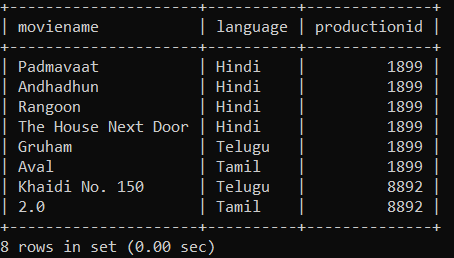 +---------------------+----------+--------------+
| moviename           | language | productionid |
+---------------------+----------+--------------+
| Padmavaat           | Hindi    |         1899 |
| Andhadhun           | Hindi    |         1899 |
| Rangoon             | Hindi    |         1899 |
| The House Next Door | Hindi    |         1899 |
| Gruham              | Telugu   |         1899 |
| Aval                | Tamil    |         1899 |
| Khaidi No. 150      | Telugu   |         8892 |
| 2.0                 | Tamil    |         8892 |
+---------------------+----------+--------------+
8 rows in set (0.00 sec)